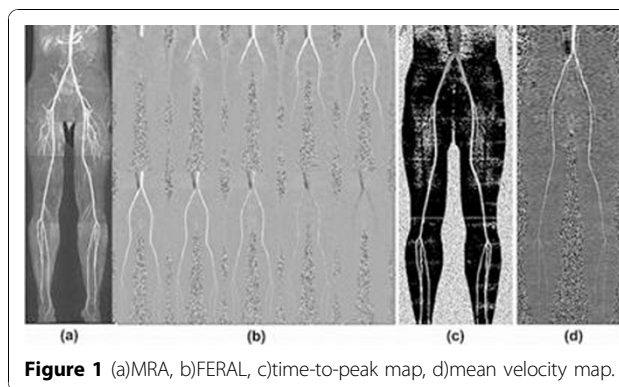 (a) (b) (c) (d)
Figure 1 (a)MRA, b)FERAL, c)time-to-peak map, d)mean velocity map.